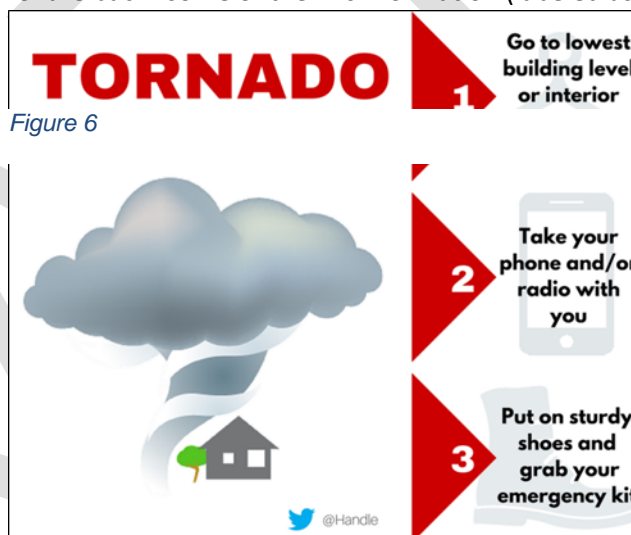 TORNADO
1
Go to lowest
building level
or interior
Figure 6
2
Take your
phone and/or
radio with
you
3
Put on sturdy
shoes and
grab your
emergency kit
@Handle